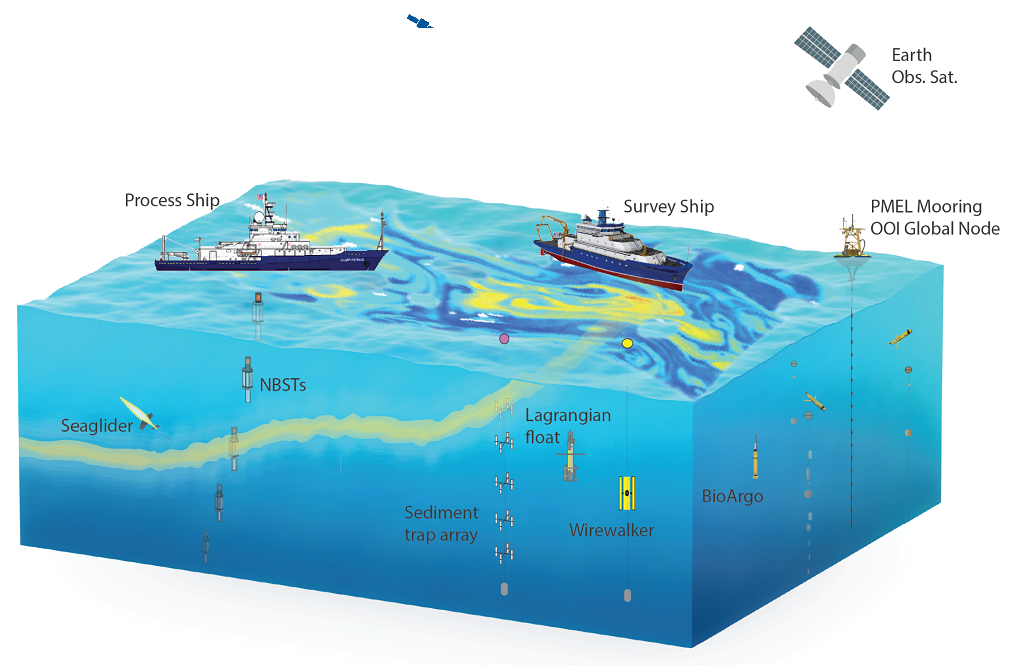 Earth
Obs. Sat.
Process Ship
Survey Ship
PMEL Mooring
OOI Global Node
NBSTs
Seaglider
Lagrangian
float
BioArgo
Sediment
trap array
Wirewalker